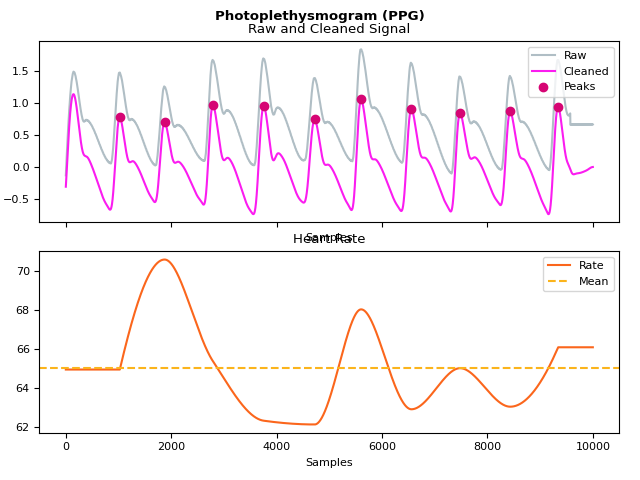 Photoplethysmogram (PPG)
Raw and Cleaned Signal
Raw
Cleaned
Peaks
1.5
1.0
0.5
0.0
−0.5
Samples
Heart Rate
Rate
Mean
70
68
66
64
62
0 2000 4000 6000 8000 10000
Samples